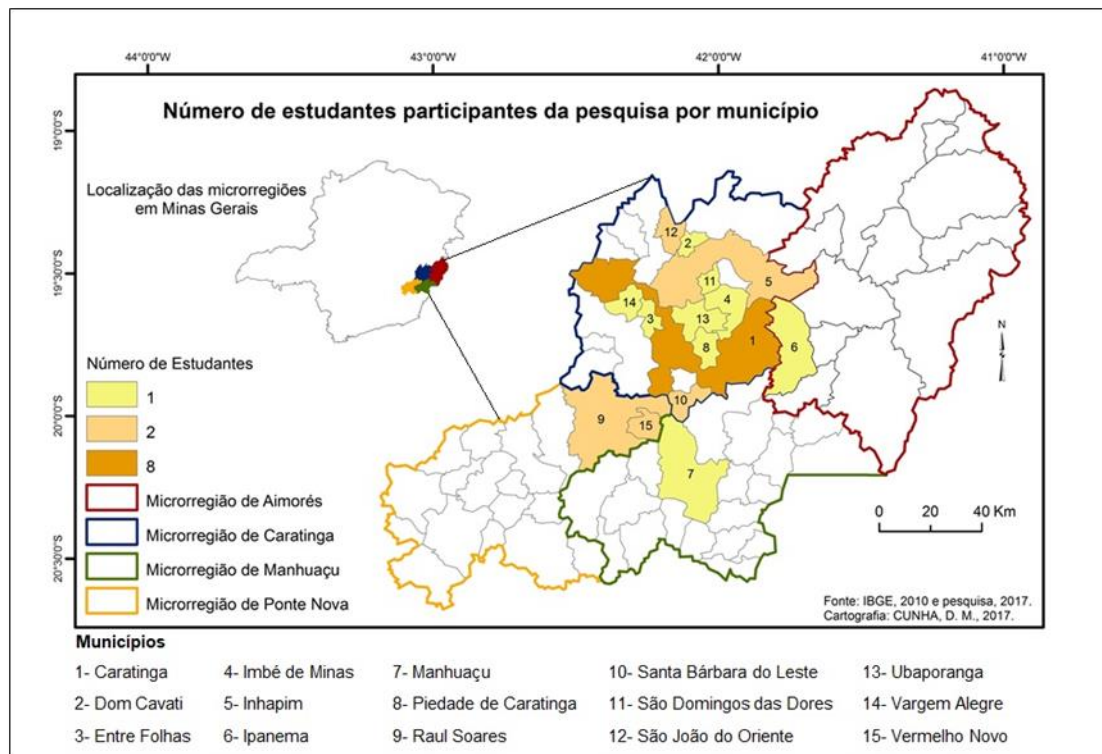 44°0'0"W 43°0'0"W 42°0'0"W 41°0'0"W
Número de estudantes participantes da pesquisa por município
19°0'0"S
Localização das microrregiões
em Minas Gerais
19°30'0"S
20°0'0"S
20°30'0"S
12
2
5
11
4
14
3
13
8
1
6
10
9
15
7
N
Número de Estudantes
1
2
8
Microrregião de Aimorés
Microrregião de Caratinga
Microrregião de Manhuaçu
Microrregião de Ponte Nova
0 20 40 Km
Fonte: IBGE, 2010 e pesquisa, 2017.
Cartografia: CUNHA, D. M., 2017.
Municípios
1- Caratinga 4- Imbé de Minas 7- Manhuaçu 10- Santa Bárbara do Leste 13- Ubaporanga
2- Dom Cavati 5- Inhapim 8- Piedade de Caratinga 11- São Domingos das Dores 14- Vargem Alegre
3- Entre Folhas 6- Ipanema 9- Raul Soares 12- São João do Oriente 15- Vermelho Novo